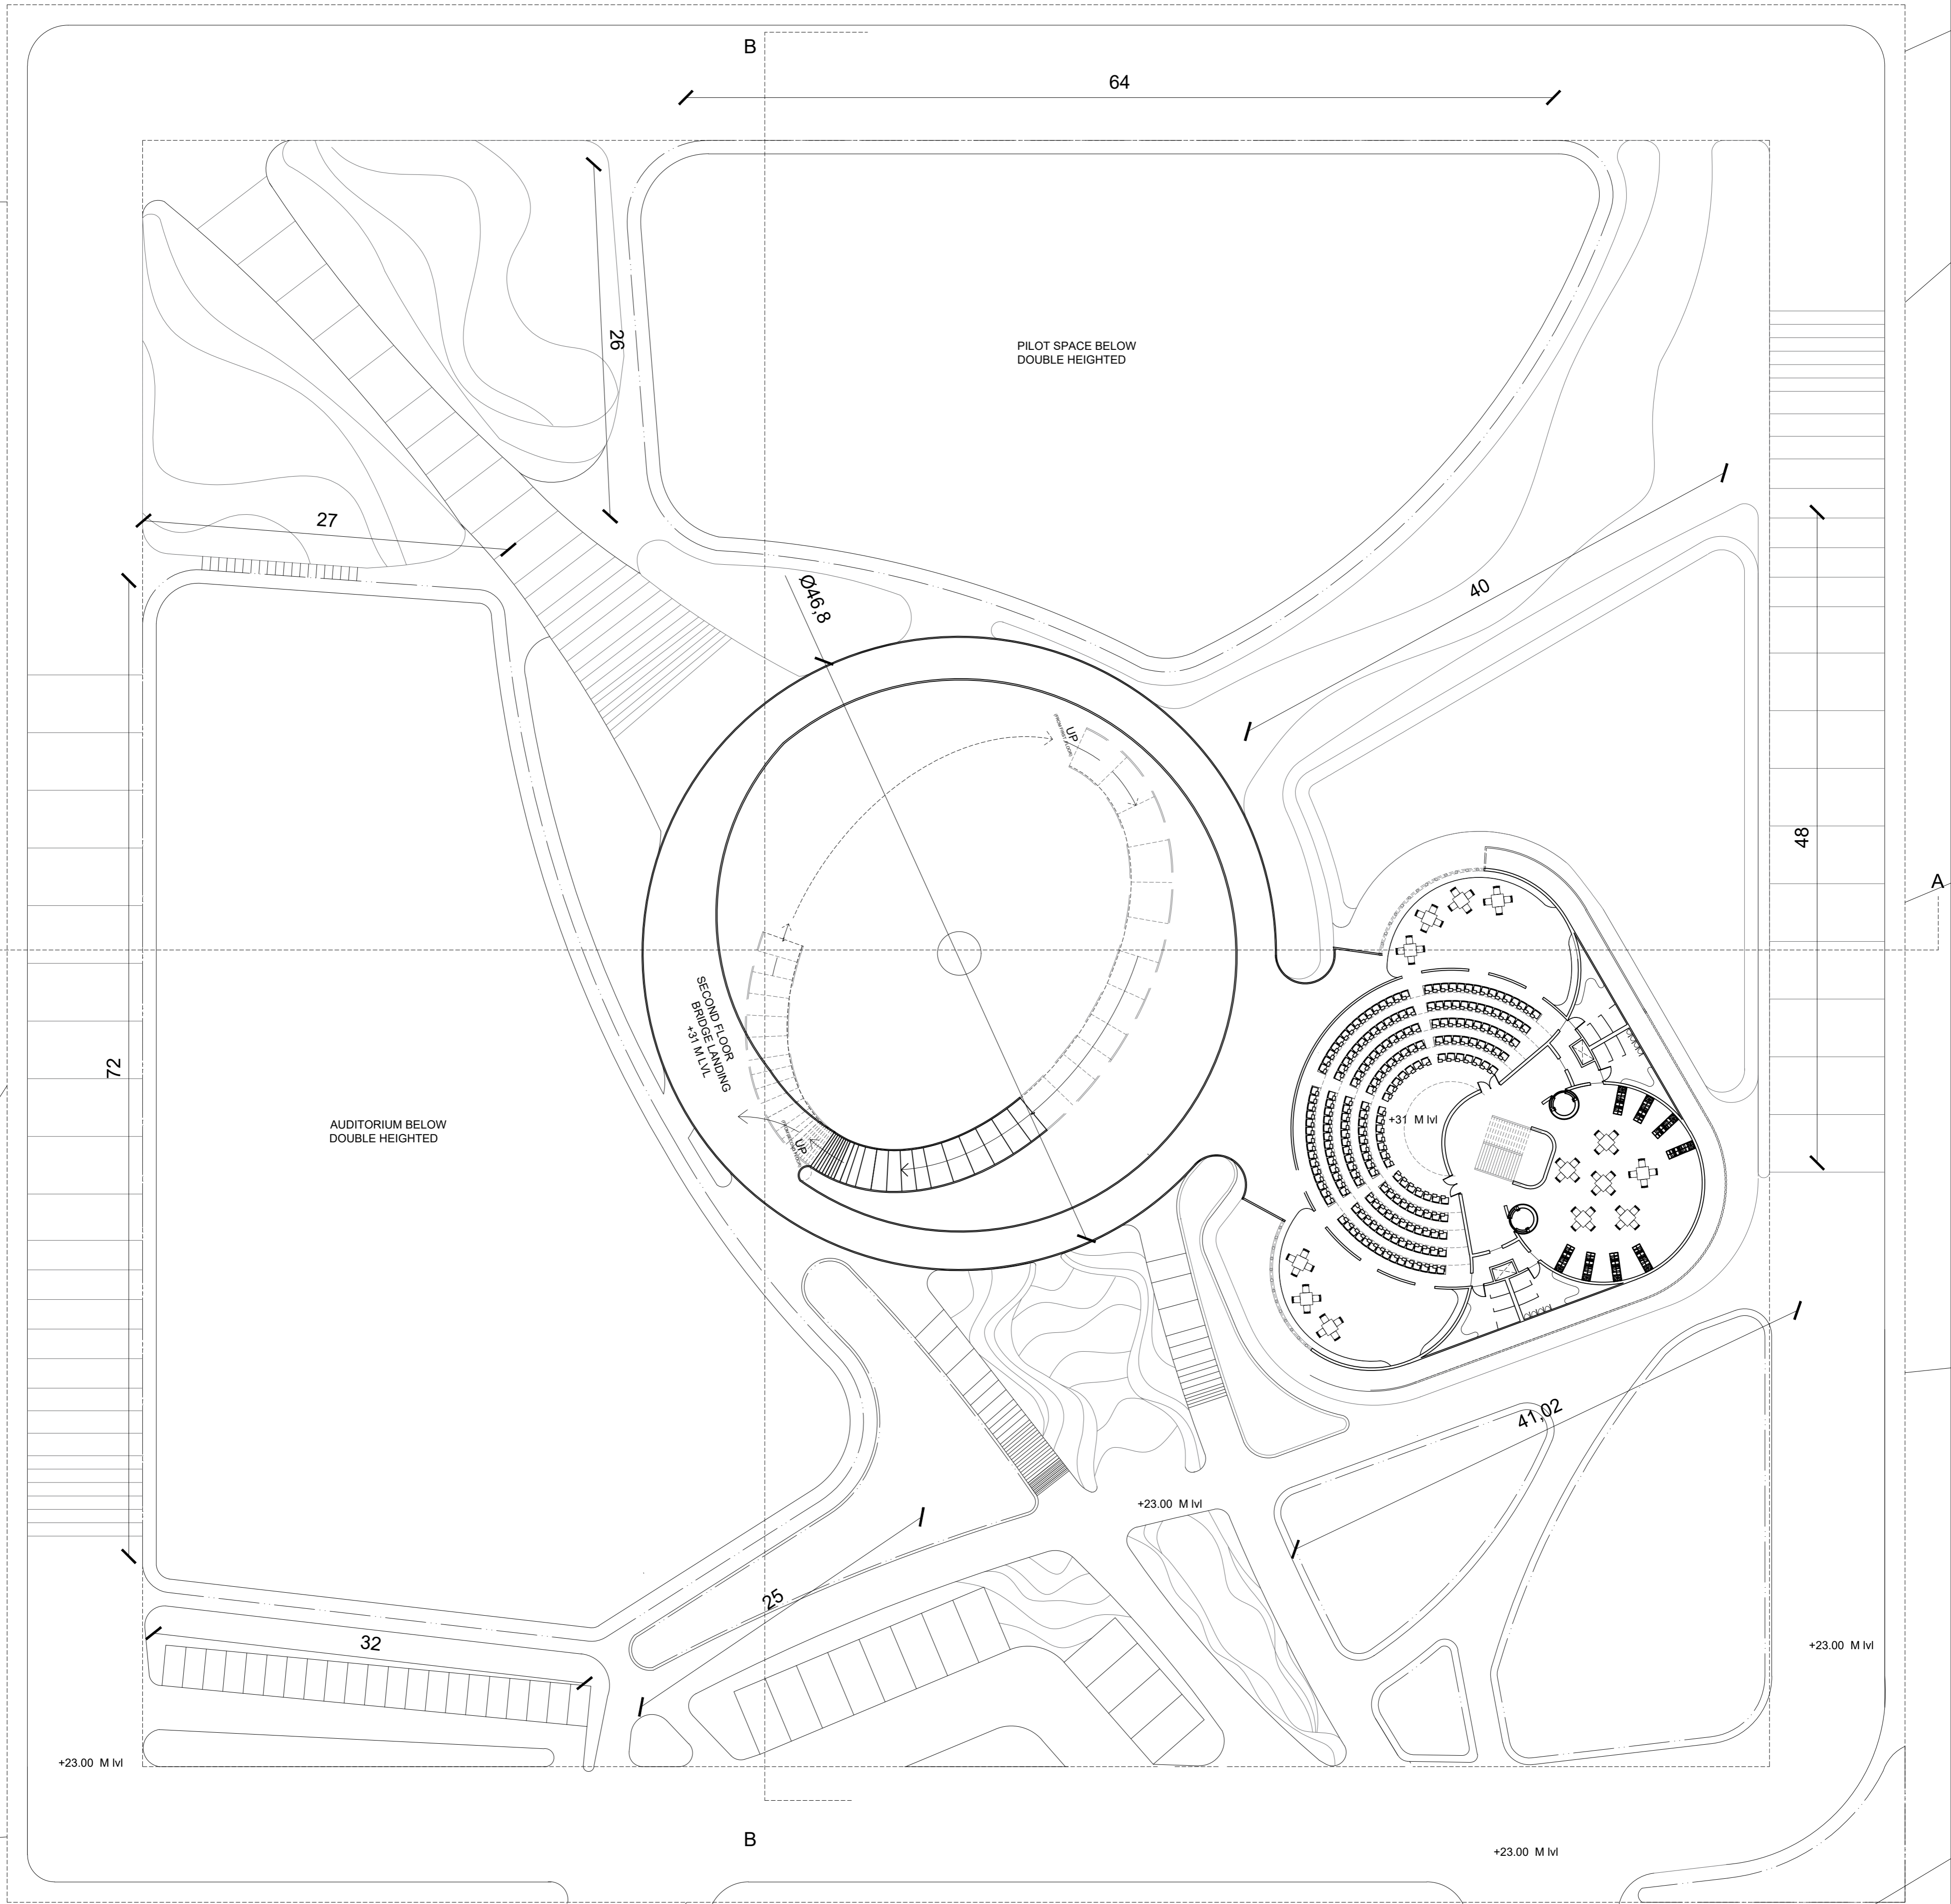 B
64
26
PILOT SPACE BELOW
DOUBLE HEIGHTED
27
40
Ø46,8
UP
48
A
SECOND FLOOR
BRIDGE LANDING
+31 M LVL
72
AUDITORIUM BELOW
DOUBLE HEIGHTED
UP
+31 M lvl
41,02
+23.00 M lvl
25
32
+23.00 M lvl
+23.00 M lvl
B
+23.00 M lvl